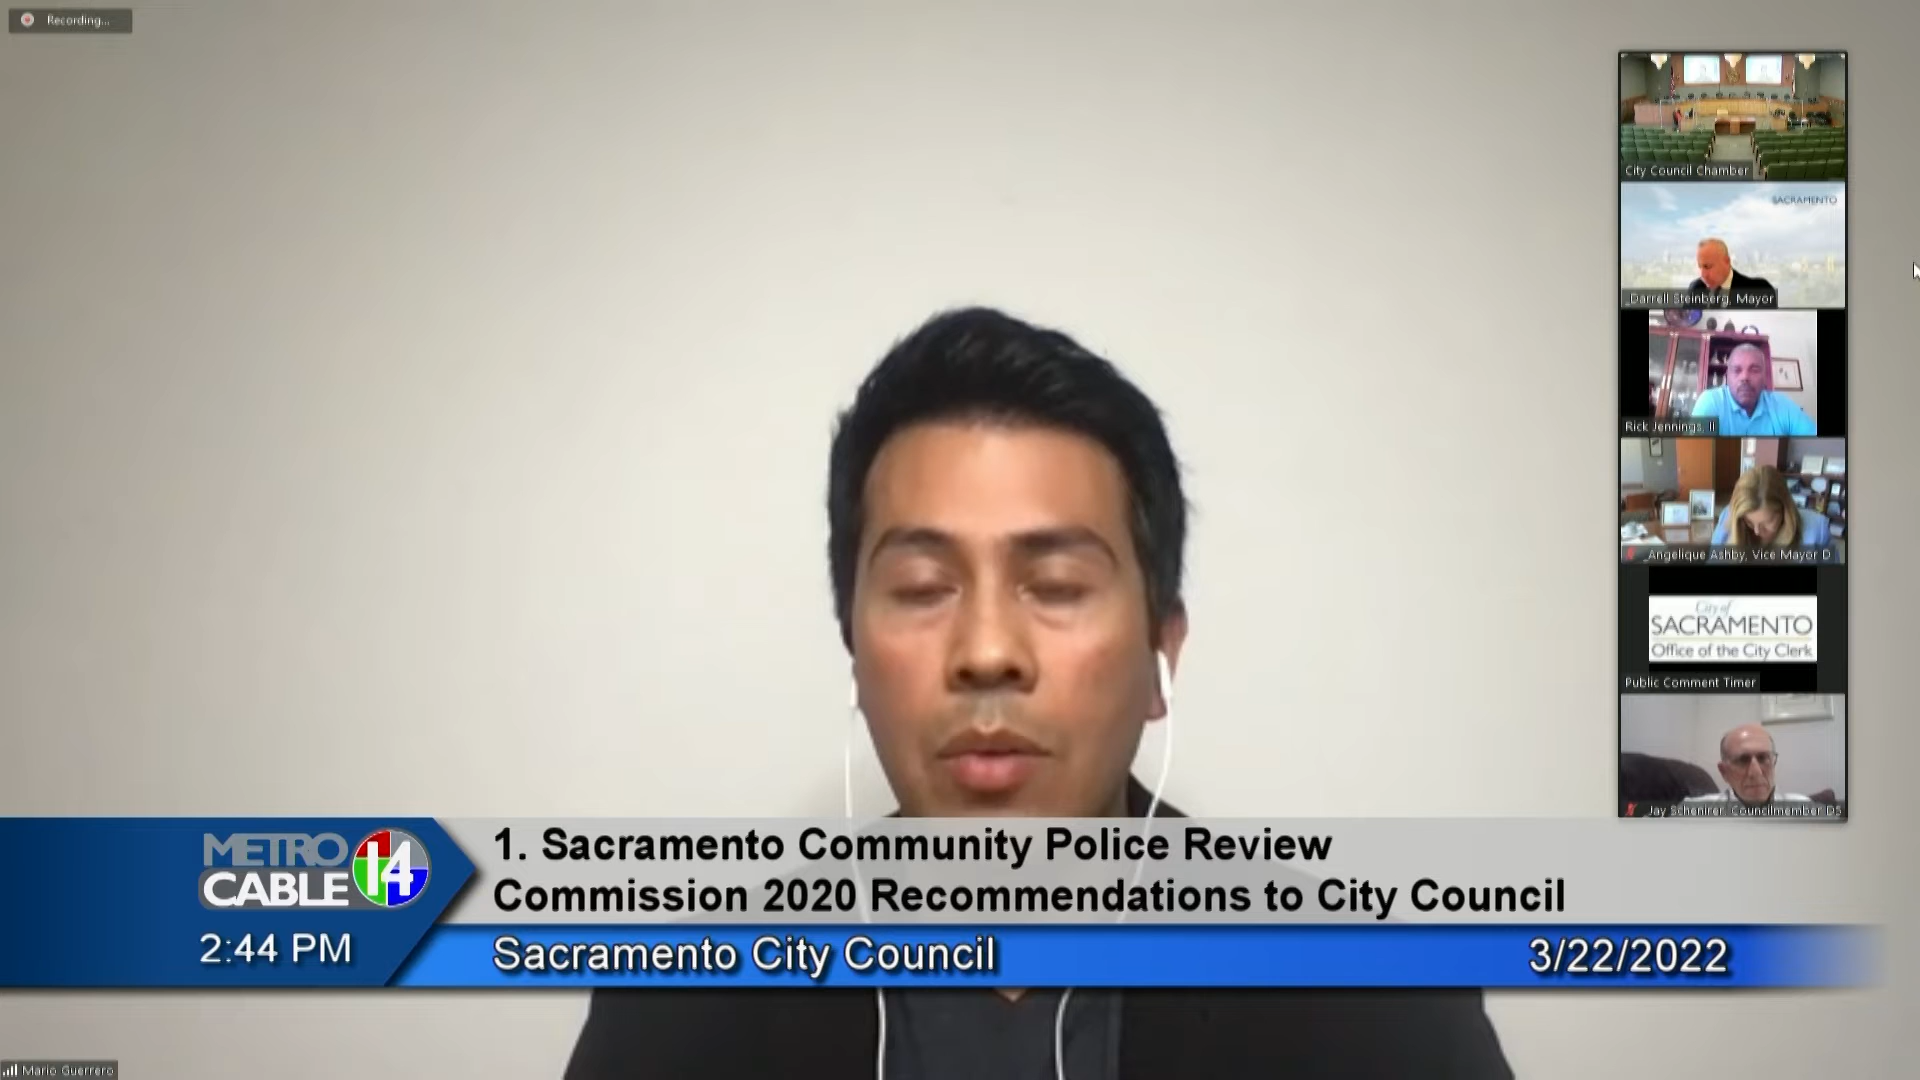 Recording...
City Council Chamber
SACRAMENTO
_Darrell Steinberg, Mayor
Rick Jennings, II
_Angelique Ashby, Vice Mayor D
City of
SACRAMENTO
Office of the City Clerk
Public Comment Timer
Jay Schenirer, Councilmember D5
METRO
CABLE 14
2:44 PM
1. Sacramento Community Police Review
Commission 2020 Recommendations to City Council
Sacramento City Council
3/22/2022
Mario Guerrero